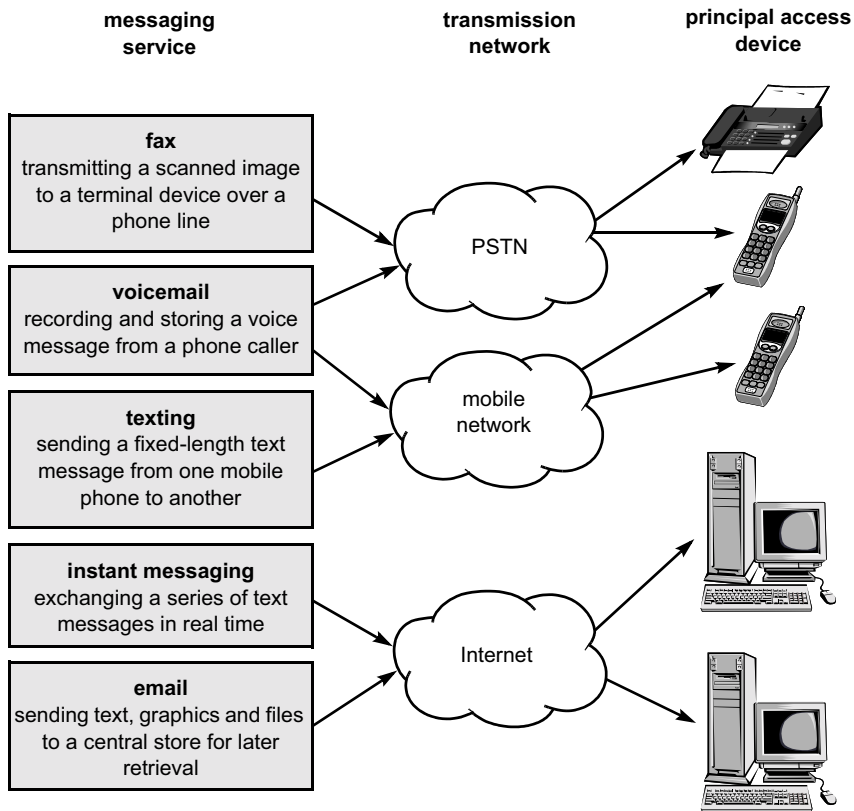 messaging
service
transmission
network
principal access
device
fax
transmitting a scanned image
to a terminal device over a
phone line
voicemail
recording and storing a voice
message from a phone caller
texting
sending a fixed-length text
message from one mobile
phone to another
instant messaging
exchanging a series of text
messages in real time
email
sending text, graphics and files
to a central store for later
retrieval
PSTN
mobile
network
Internet